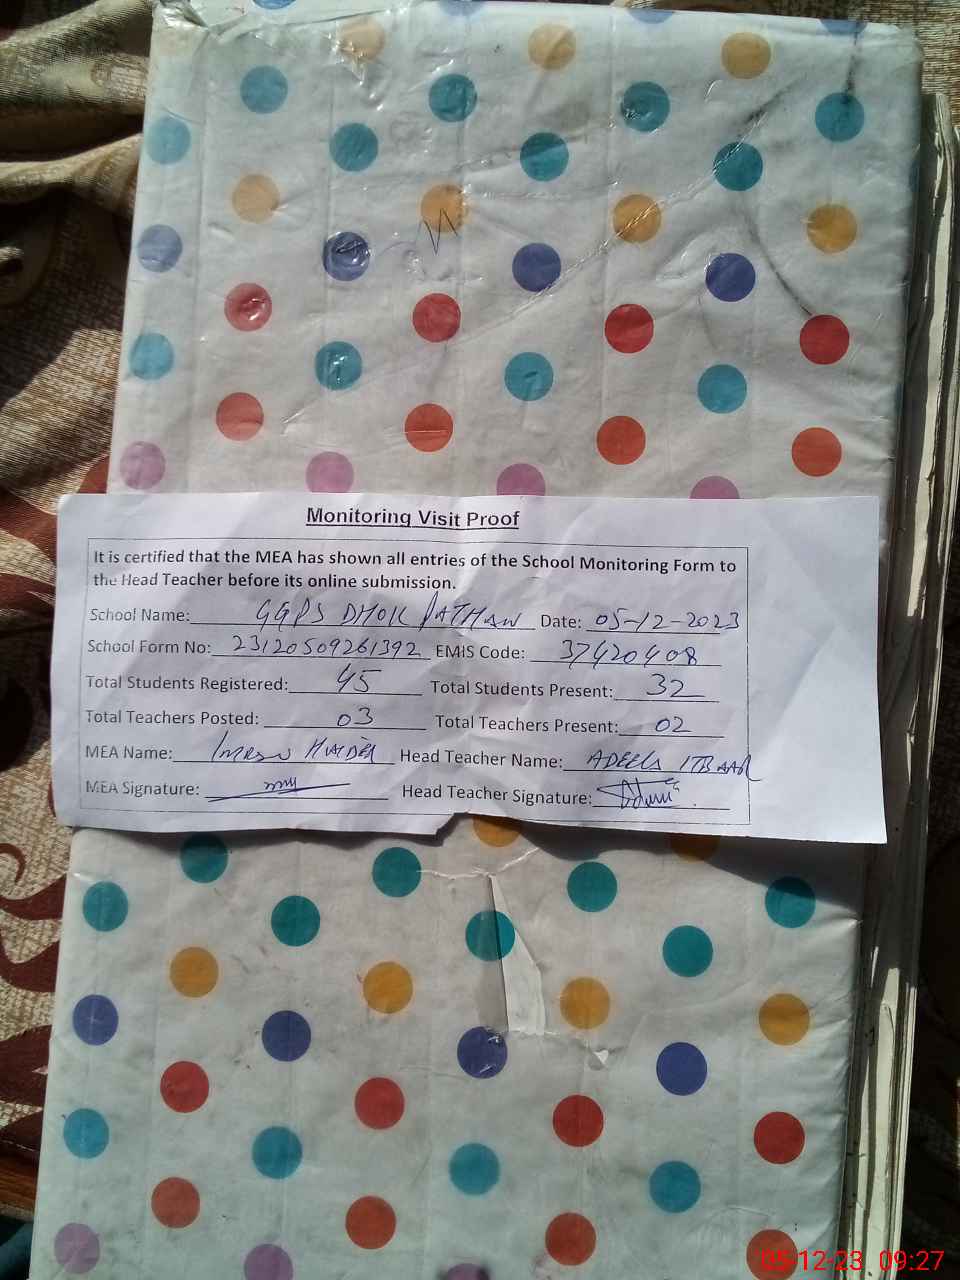 Monitoring Visit Proof
It is certified that the MEA has shown all entries of the School Monitoring Form to
the Head Teacher before its online submission.
School Name: GGPS DHOK PATHAN Date: 05-12-2023
School Form No: 23120509261392 EMIS Code: 37420408
Total Students Registered: 45 Total Students Present: 32
Total Teachers Posted: 03 Total Teachers Present: 02
MEA Name: Imran Haider Head Teacher Name: ADEELA
MEA Signature: Head Teacher Signature:
05-12-23 09:27